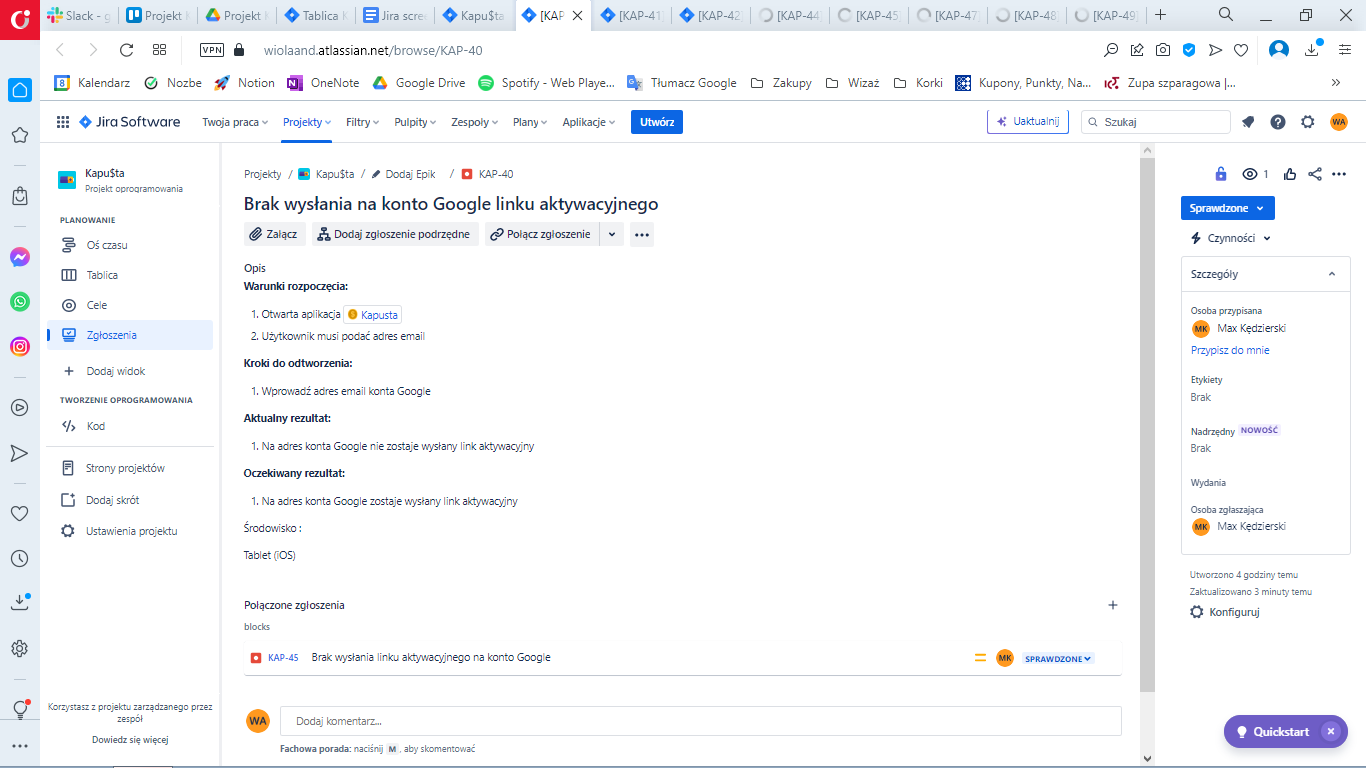 Slack - g
Projekt K
Projekt K
Tablica K
Jira scree
Kapu$ta
[KAP
[KAP-41]
[KAP-42
[KAP-44]
[KAP-45]
[KAP-47]
[KAP-48]
[KAP-49]
VPN
wiolaand.atlassian.net/browse/KAP-40
8 Kalendarz
Nozbe
Notion
OneNote
Google Drive
Spotify - Web Playe...
Tłumacz Google
Zakupy
Wizaż
Korki
Kupony, Punkty, Na...
Zupa szparagowa |...
Jira Software
Twoja praca
Projekty
Filtry
Pulpity
Zespoły
Plany
Aplikacje
Utwórz
Uaktualnij
Szukaj
WA
Kapu$ta
Projekt oprogramowania
PLANOWANIE
Oś czasu
Tablica
Cele
Zgłoszenia
Dodaj widok
TWORZENIE OPROGRAMOWANIA
Kod
Strony projektów
Dodaj skrót
Ustawienia projektu
Korzystasz z projektu zarządzanego przez
zespół
Dowiedz się więcej
Projekty / Kapu$ta / Dodaj Epik / KAP-40
Brak wysłania na konto Google linku aktywacyjnego
Załącz
Dodaj zgłoszenie podrzędne
Połącz zgłoszenie
Opis
Warunki rozpoczęcia:
1. Otwarta aplikacja Kapusta
2. Użytkownik musi podać adres email
Kroki do odtworzenia:
1. Wprowadź adres email konta Google
Aktualny rezultat:
1. Na adres konta Google nie zostaje wysłany link aktywacyjny
Oczekiwany rezultat:
1. Na adres konta Google zostaje wysłany link aktywacyjny
Środowisko :
Tablet (iOS)
Połączone zgłoszenia
blocks
KAP-45 Brak wysłania linku aktywacyjnego na konto Google MK SPRAWDZONE
WA Dodaj komentarz...
Fachowa porada: naciśnij M , aby skomentować
1
Sprawdzone
Czynności
Szczegóły
Osoba przypisana
MK Max Kędzierski
Przypisz do mnie
Etykiety
Brak
Nadrzędny NOWOŚĆ
Brak
Wydania
Osoba zgłaszająca
MK Max Kędzierski
Utworzono 4 godziny temu
Zaktualizowano 3 minuty temu
Konfiguruj
Quickstart